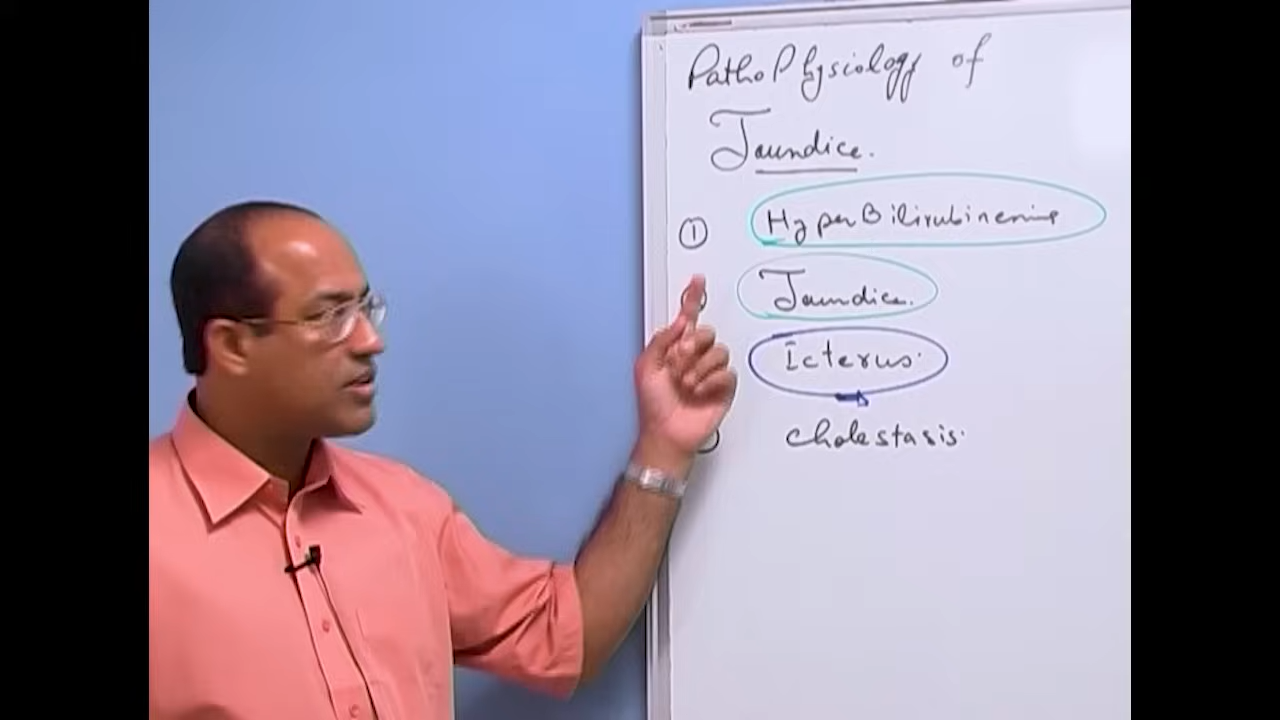 PathoPhysiology of
Jaundice.
① HyperBilirubinemia
Jaundice.
Icterus.
cholestasis.